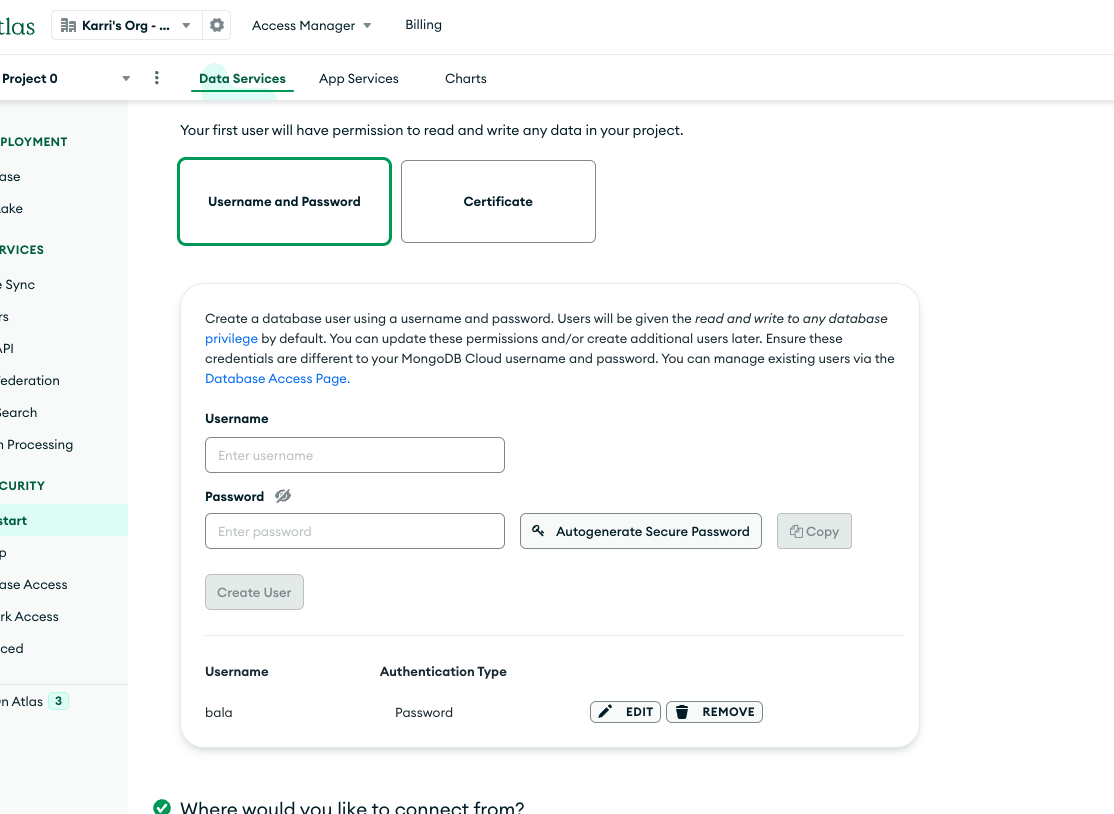 tlas
Karri's Org - ...
Access Manager
Billing
Project 0
Data Services
App Services
Charts
PLOYMENT
ase
ake
RVICES
e Sync
rs
API
ederation
Search
n Processing
CURITY
start
p
ase Access
rk Access
ced
n Atlas 3
Your first user will have permission to read and write any data in your project.
Username and Password
Certificate
Create a database user using a username and password. Users will be given the read and write to any database
privilege by default. You can update these permissions and/or create additional users later. Ensure these
credentials are different to your MongoDB Cloud username and password. You can manage existing users via the
Database Access Page.
Username
Enter username
Password
Enter password
Autogenerate Secure Password
Copy
Create User
Username Authentication Type
bala Password EDIT REMOVE
Where would you like to connect from?